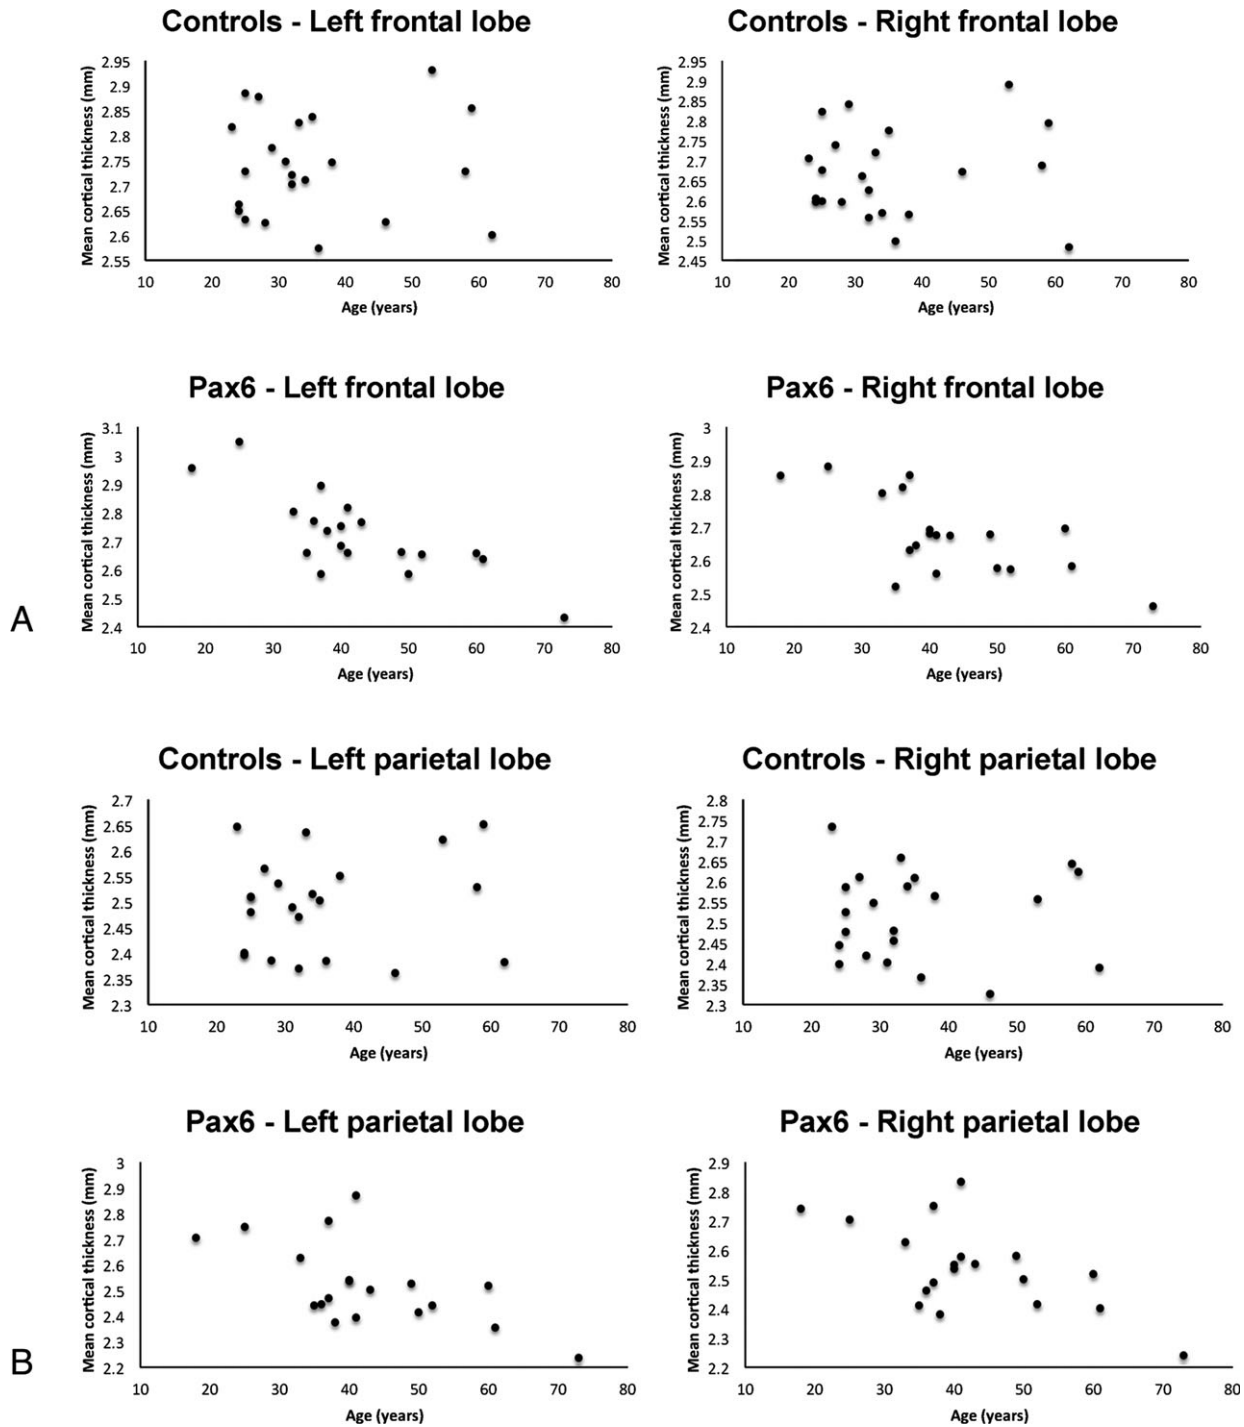 A
Controls - Left frontal lobe
Mean cortical thickness (mm)
2.95
2.9
2.85
2.8
2.75
2.7
2.65
2.6
2.55
10 20 30 40 50 60 70 80
Age (years)
Controls - Right frontal lobe
Mean cortical thickness (mm)
2.95
2.9
2.85
2.8
2.75
2.7
2.65
2.6
2.55
2.5
2.45
10 20 30 40 50 60 70 80
Age (years)
Pax6 - Left frontal lobe
Mean cortical thickness (mm)
3.1
3
2.9
2.8
2.7
2.6
2.5
2.4
10 20 30 40 50 60 70 80
Age (years)
Pax6 - Right frontal lobe
Mean cortical thickness (mm)
3
2.9
2.8
2.7
2.6
2.5
2.4
10 20 30 40 50 60 70 80
Age (years)
B
Controls - Left parietal lobe
Mean cortical thickness (mm)
2.7
2.65
2.6
2.55
2.5
2.45
2.4
2.35
2.3
10 20 30 40 50 60 70 80
Age (years)
Controls - Right parietal lobe
Mean cortical thickness (mm)
2.8
2.75
2.7
2.65
2.6
2.55
2.5
2.45
2.4
2.35
2.3
10 20 30 40 50 60 70 80
Age (years)
Pax6 - Left parietal lobe
Mean cortical thickness (mm)
3
2.9
2.8
2.7
2.6
2.5
2.4
2.3
2.2
10 20 30 40 50 60 70 80
Age (years)
Pax6 - Right parietal lobe
Mean cortical thickness (mm)
2.9
2.8
2.7
2.6
2.5
2.4
2.3
2.2
10 20 30 40 50 60 70 80
Age (years)